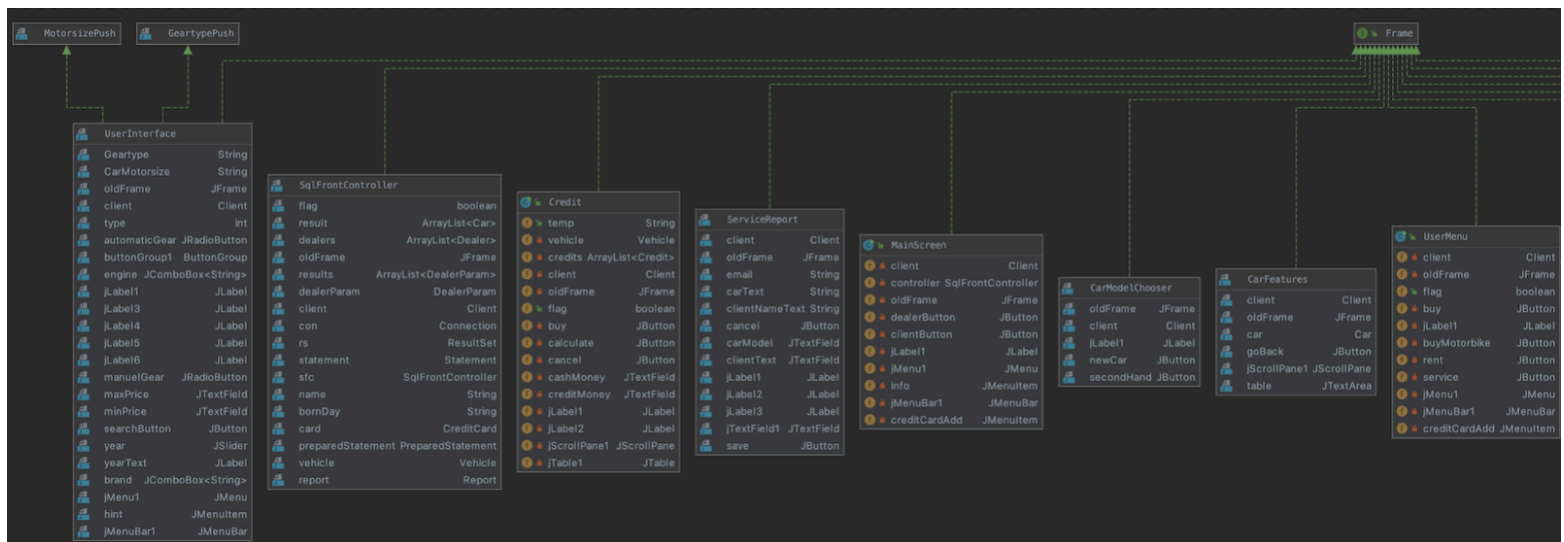 MotorsizePush
GeartypePush
Frame
UserInterface
Geartype String
CarMotorsize String
oldFrame JFrame
client Client
type int
automaticGear JRadioButton
buttonGroup1 ButtonGroup
engine JComboBox<String>
jLabel1 JLabel
jLabel3 JLabel
jLabel4 JLabel
jLabel5 JLabel
jLabel6 JLabel
manuelGear JRadioButton
maxPrice JTextField
minPrice JTextField
searchButton JButton
year JSlider
yearText JLabel
brand JComboBox<String>
jMenu1 JMenu
hint JMenuItem
jMenuBar1 JMenuBar
SqlFrontController
flag boolean
result ArrayList<Car>
dealers ArrayList<Dealer>
oldFrame JFrame
results ArrayList<DealerParam>
dealerParam DealerParam
client Client
con Connection
rs ResultSet
statement Statement
sfc SqlFrontController
name String
bornDay String
card CreditCard
preparedStatement PreparedStatement
vehicle Vehicle
report Report
Credit
temp String
vehicle Vehicle
credits ArrayList<Credit>
client Client
oldFrame JFrame
flag boolean
buy JButton
calculate JButton
cancel JButton
cashMoney JTextField
creditMoney JTextField
jLabel1 JLabel
jLabel2 JLabel
jScrollPane1 JScrollPane
jTable1 JTable
ServiceReport
client Client
oldFrame JFrame
email String
carText String
clientNameText String
cancel JButton
carModel JTextField
clientText JTextField
jLabel1 JLabel
jLabel2 JLabel
jLabel3 JLabel
jTextField1 JTextField
save JButton
MainScreen
client Client
controller SqlFrontController
oldFrame JFrame
dealerButton JButton
clientButton JButton
jLabel1 JLabel
jMenu1 JMenu
info JMenuItem
jMenuBar1 JMenuBar
creditCardAdd JMenuItem
CarModelChooser
oldFrame JFrame
client Client
jLabel1 JLabel
newCar JButton
secondHand JButton
CarFeatures
client Client
oldFrame JFrame
car Car
goBack JButton
jScrollPane1 JScrollPane
table JTextArea
UserMenu
client Client
oldFrame JFrame
flag boolean
buy JButton
jLabel1 JLabel
buyMotorbike JButton
rent JButton
service JButton
jMenu1 JMenu
jMenuBar1 JMenuBar
creditCardAdd JMenuItem